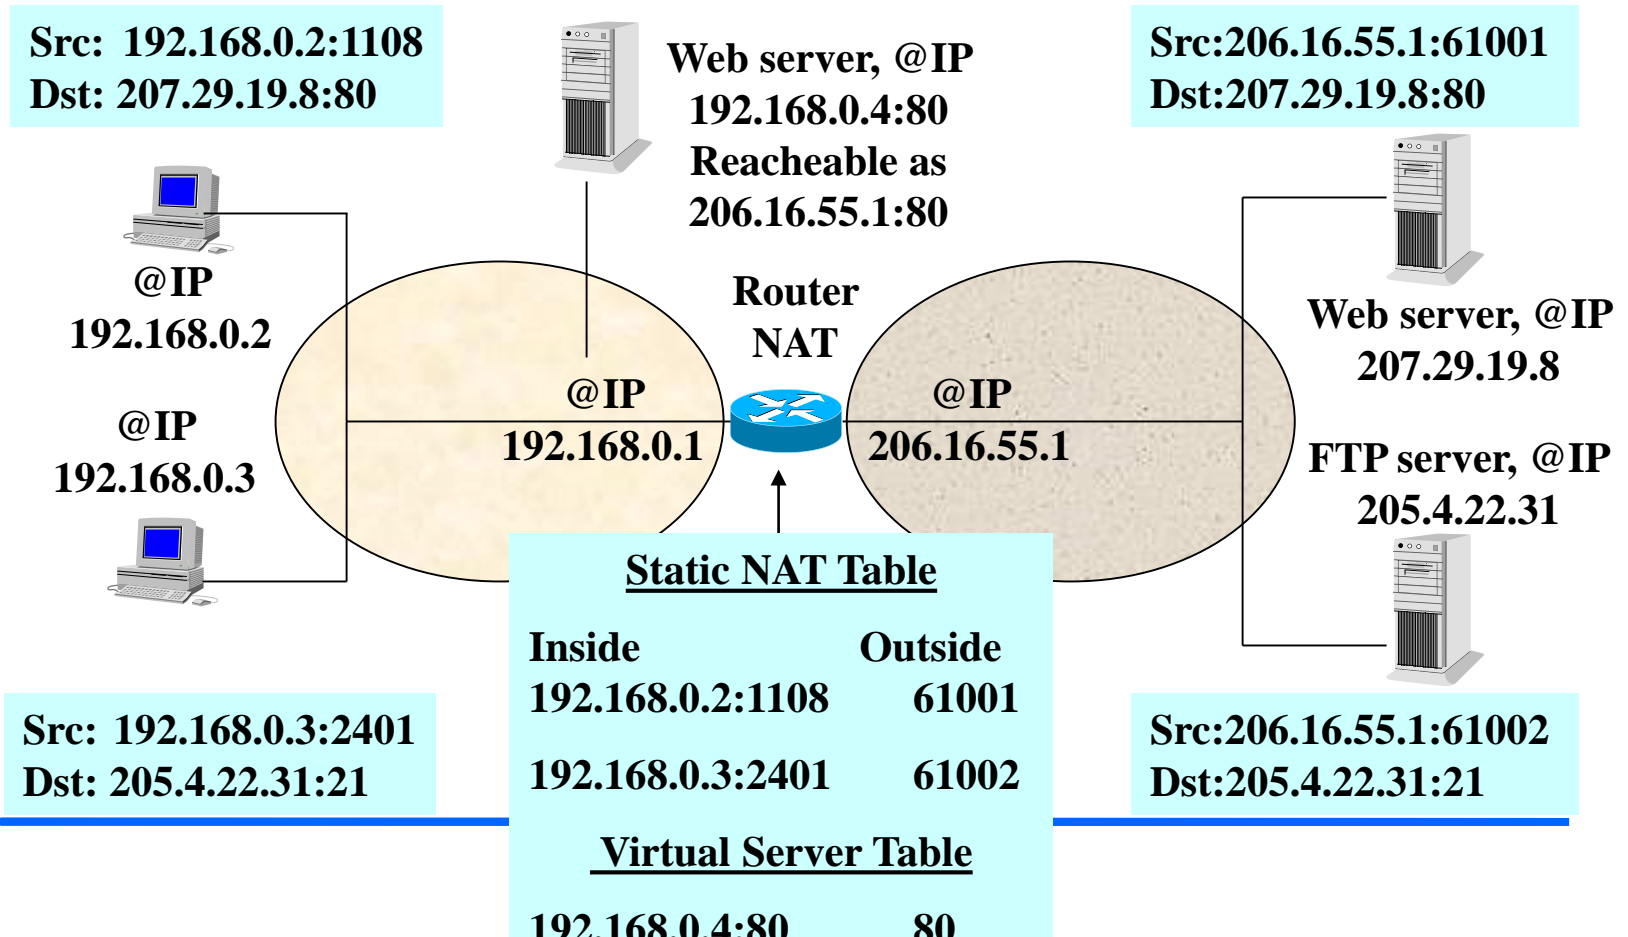 Src: 192.168.0.2:1108
Dst: 207.29.19.8:80
Web server, @IP
192.168.0.4:80
Reacheable as
206.16.55.1:80
Src:206.16.55.1:61001
Dst:207.29.19.8:80
@IP
192.168.0.2
Router
NAT
Web server, @IP
207.29.19.8
@IP
192.168.0.3
@IP
192.168.0.1
@IP
206.16.55.1
FTP server, @IP
205.4.22.31
Static NAT Table
Inside Outside
192.168.0.2:1108 61001
192.168.0.3:2401 61002
Virtual Server Table
192.168.0.4:80 80
Src: 192.168.0.3:2401
Dst: 205.4.22.31:21
Src:206.16.55.1:61002
Dst:205.4.22.31:21